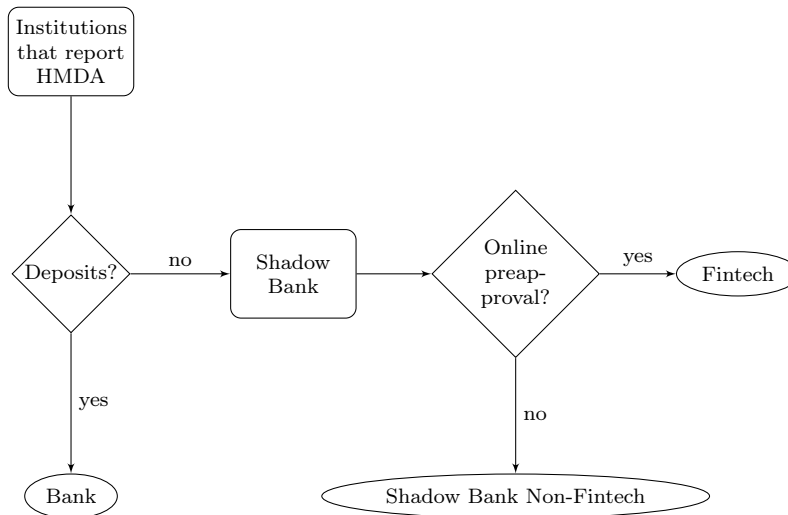 Institutions
that report
HMDA
Deposits?
no
Shadow
Bank
Online
preap-
proval?
yes
Fintech
yes
no
Bank
Shadow Bank Non-Fintech